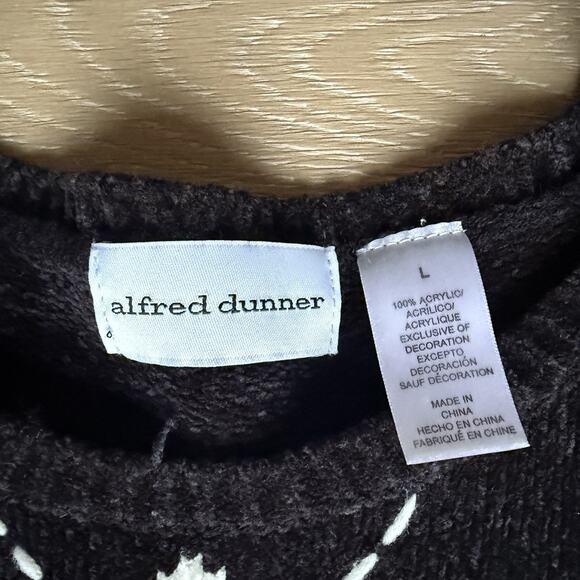 alfred dunner
L
100% ACRYLIC/
ACRÍLICO/
ACRYLIQUE
EXCLUSIVE OF
DECORATION
EXCEPTO
DECORACIÓN
SAUF DÉCORATION
MADE IN
CHINA
HECHO EN CHINA
FABRIQUÉ EN CHINE